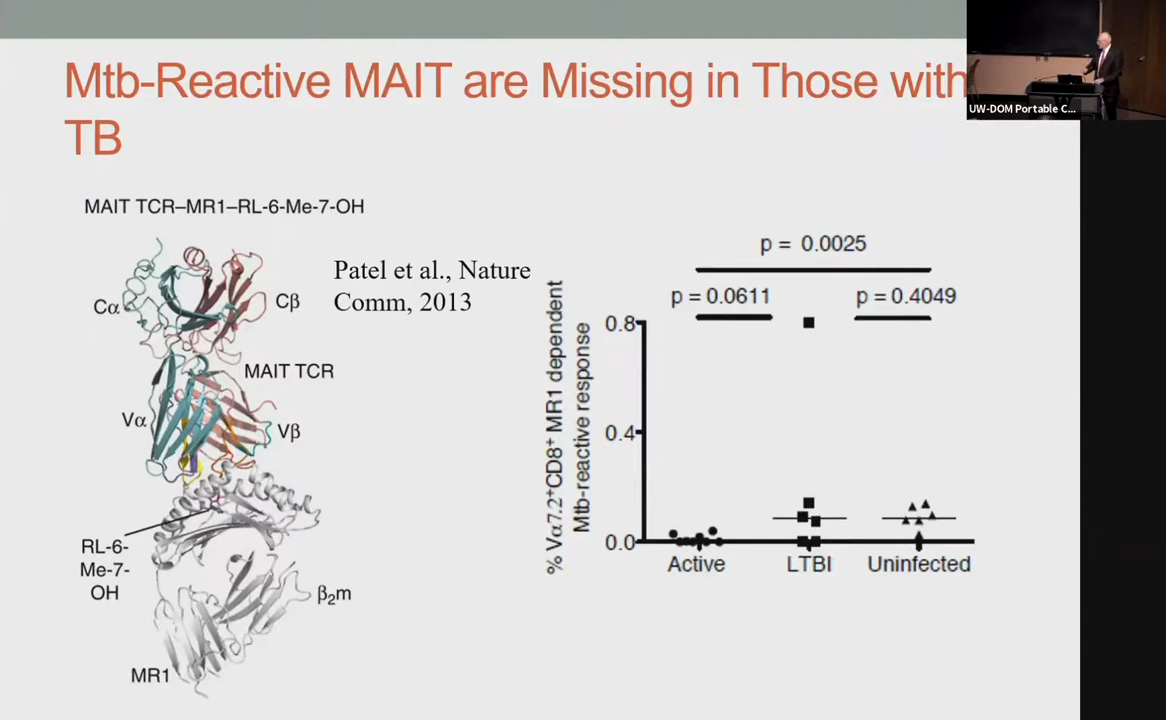 Mtb-Reactive MAIT are Missing in Those with
TB
UW-DOM Portable C...
MAIT TCR–MR1–RL-6-Me-7-OH
Patel et al., Nature
Comm, 2013
Cα
Cβ
MAIT TCR
Vα
Vβ
RL-6-
Me-7-
OH
β2m
MR1
p = 0.0025
p = 0.0611
p = 0.4049
% Vα7.2+CD8+ MR1 dependent
Mtb-reactive response
0.8
0.4
0.0
Active
LTBI
Uninfected